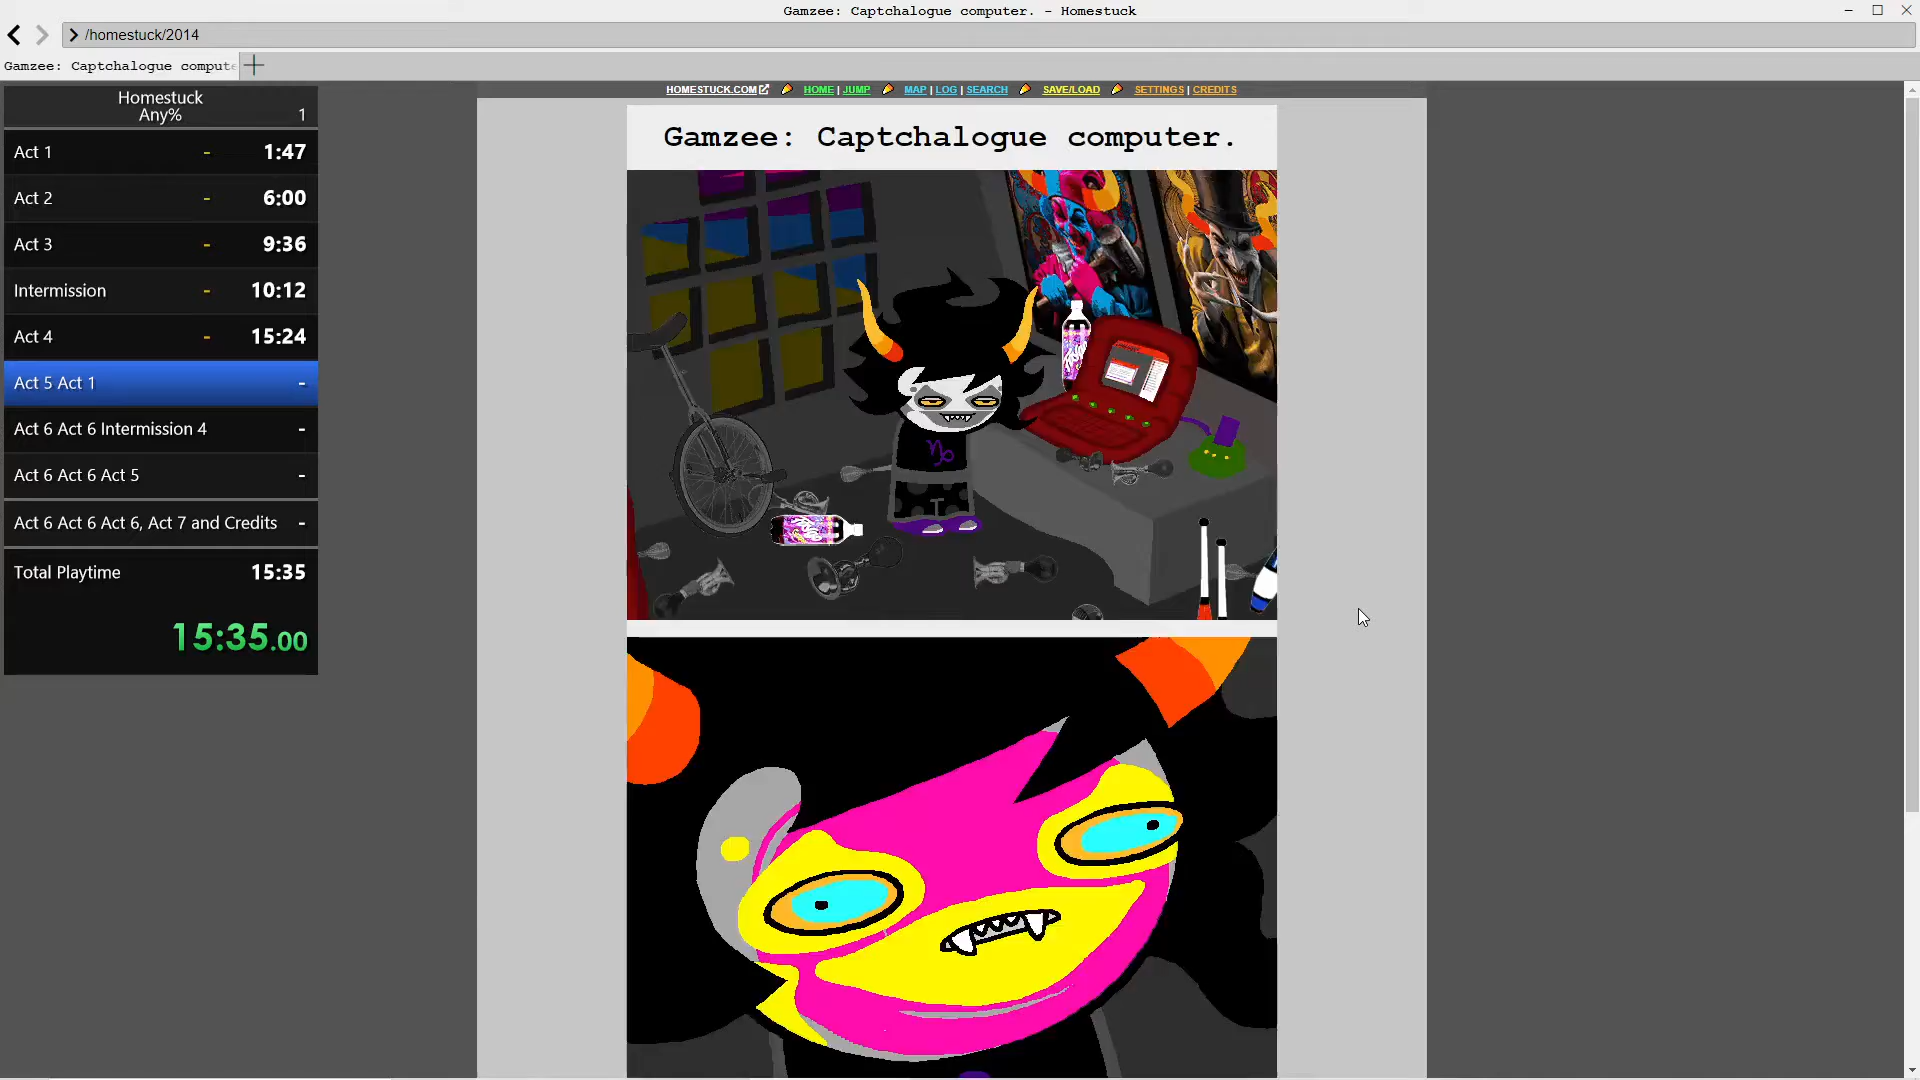 Gamzee: Captchalogue computer. - Homestuck
/homestuck/2014
Gamzee: Captchalogue compute
HOMESTUCK.COM HOME | JUMP MAP | LOG | SEARCH SAVE/LOAD SETTINGS | CREDITS
Homestuck
Any% 1
Act 1 - 1:47
Act 2 - 6:00
Act 3 - 9:36
Intermission - 10:12
Act 4 - 15:24
Act 5 Act 1 -
Act 6 Act 6 Intermission 4 -
Act 6 Act 6 Act 5 -
Act 6 Act 6 Act 6, Act 7 and Credits -
Total Playtime 15:35
15:35.00
Gamzee: Captchalogue computer.